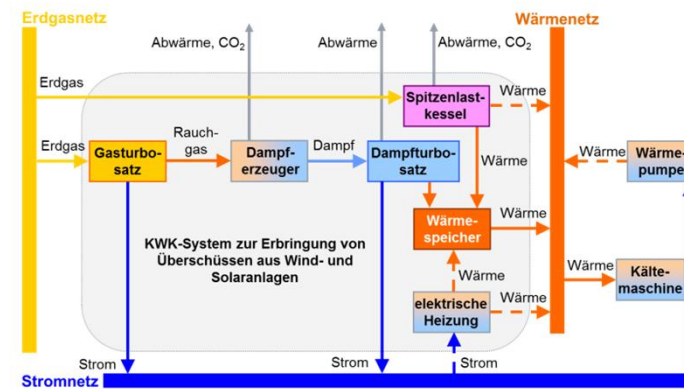 Erdgasnetz
Wärmenetz
Abwärme, CO2
Abwärme
Abwärme, CO2
Erdgas
Wärme
Spitzenlast-
kessel
Erdgas
Rauch-
gas
Dampf
Wärme
Wärme
Gasturbo-
satz
Dampf-
erzeuger
Dampfturbo-
satz
Wärme-
pumpe
Wärme-
speicher
Wärme
KWK-System zur Erbringung von
Überschüssen aus Wind- und
Solaranlagen
Wärme
Wärme
Kälte-
maschine
elektrische
Heizung
Wärme
Strom
Strom
Strom
Stromnetz